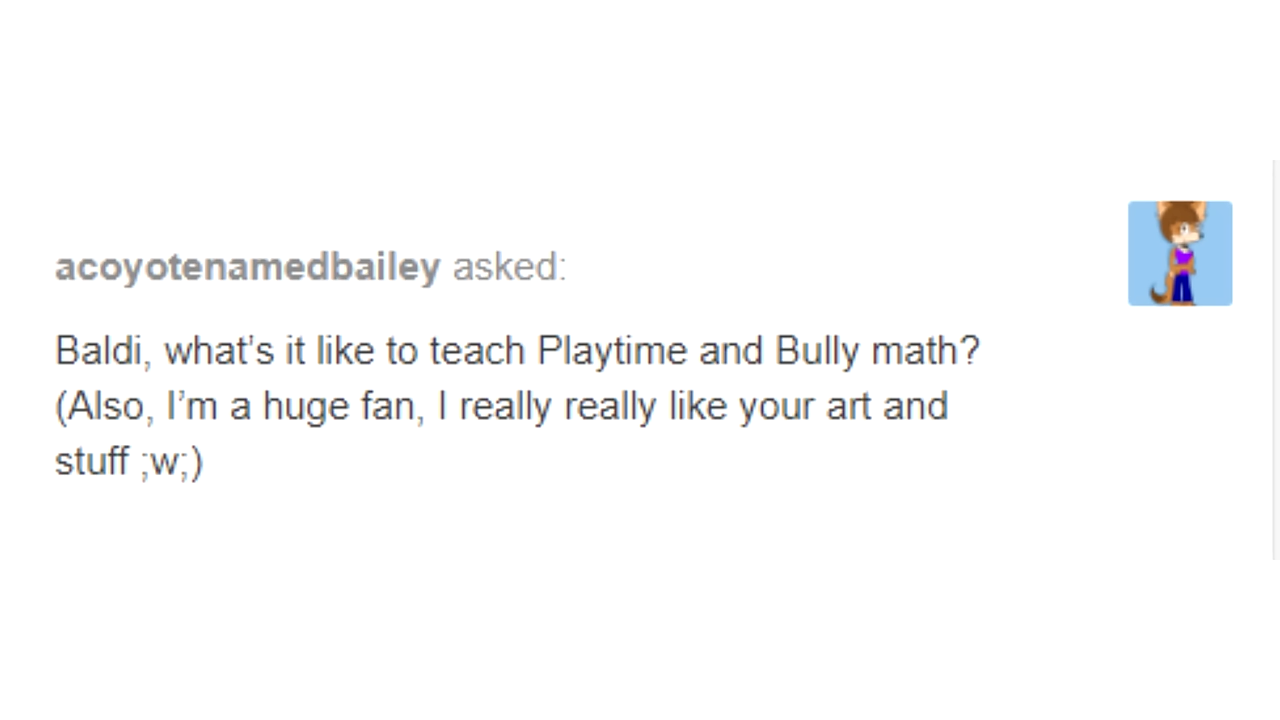 acoyotenamedbailey asked:
Baldi, what’s it like to teach Playtime and Bully math?
(Also, I’m a huge fan, I really really like your art and
stuff ;w;)